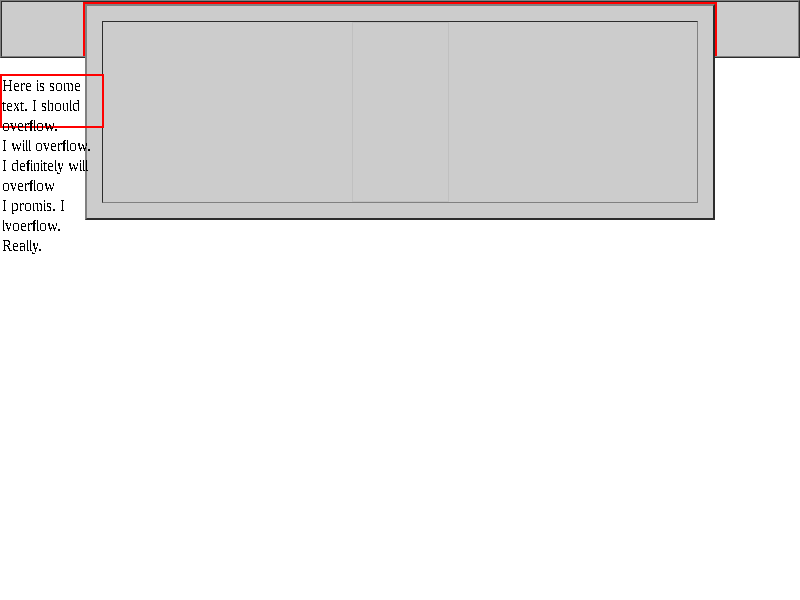 Here is some
text. I should
overflow.
I will overflow.
I definitely will
overflow
I promis. I
lvoerflow.
Really.